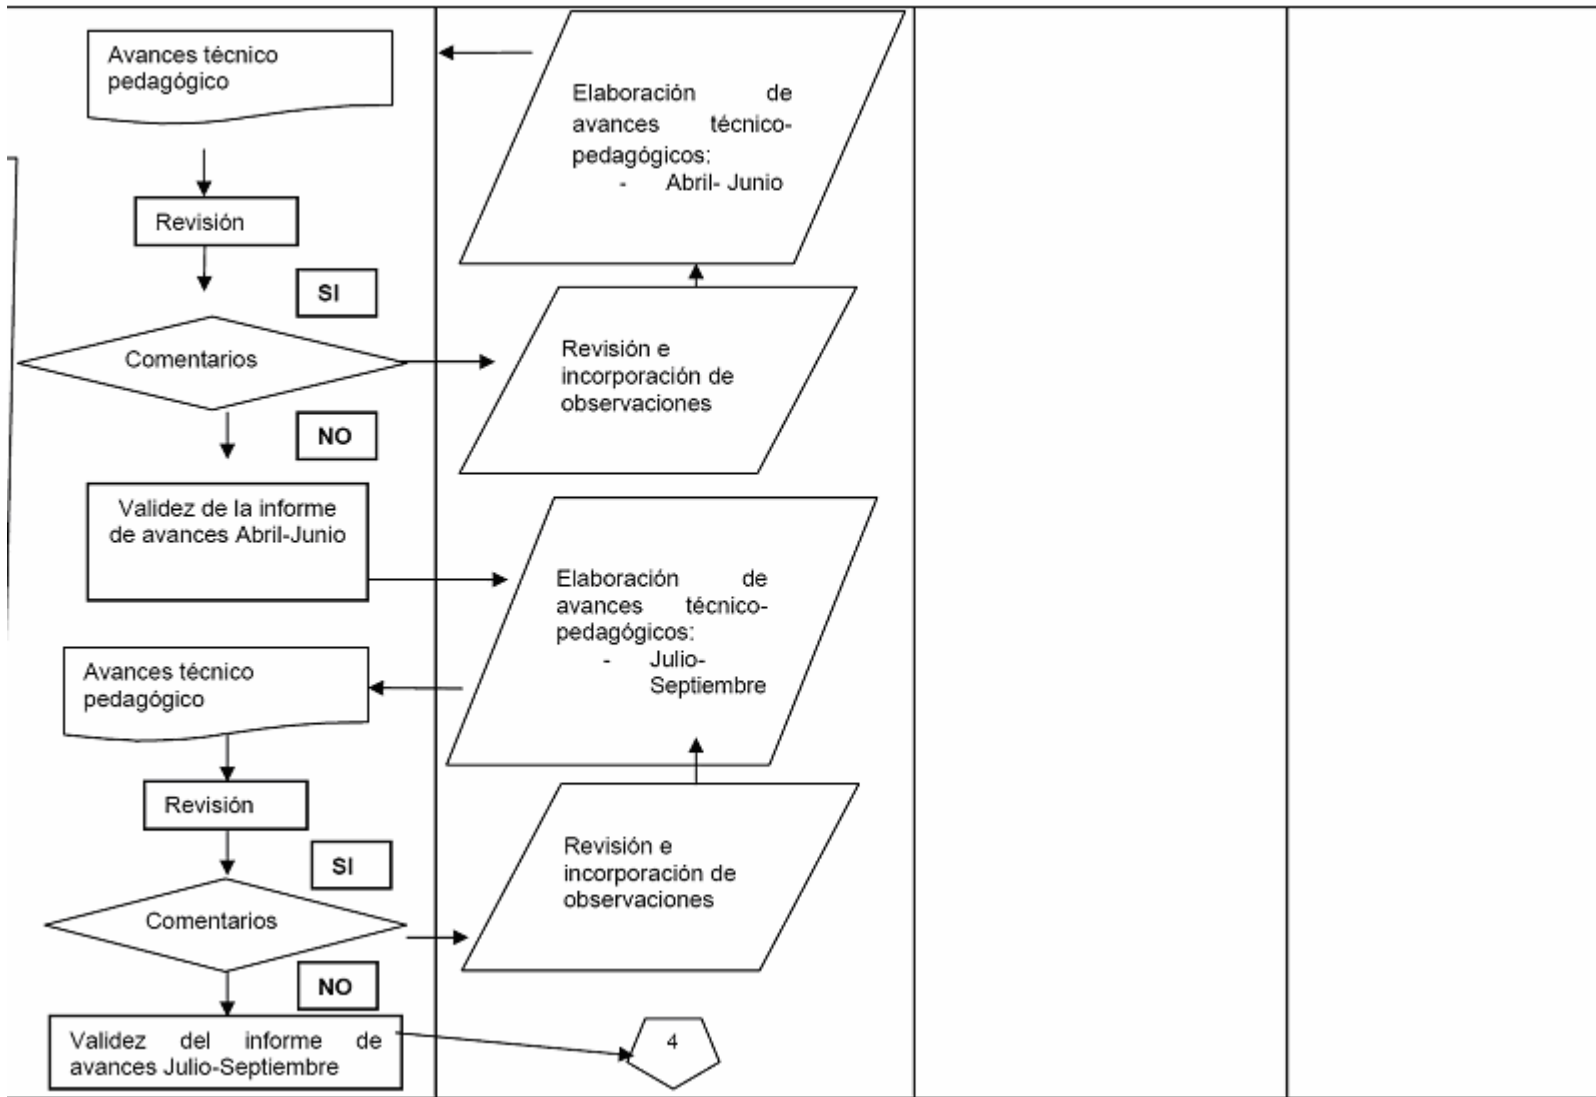 Avances técnico
pedagógico
Elaboración de
avances técnico-
pedagógicos:
- Abril- Junio
Revisión
SI
Comentarios
Revisión e
incorporación de
observaciones
NO
Validez de la informe
de avances Abril-Junio
Elaboración de
avances técnico-
pedagógicos:
- Julio-
Septiembre
Avances técnico
pedagógico
Revisión
SI
Comentarios
Revisión e
incorporación de
observaciones
NO
Validez del informe de
avances Julio-Septiembre
4